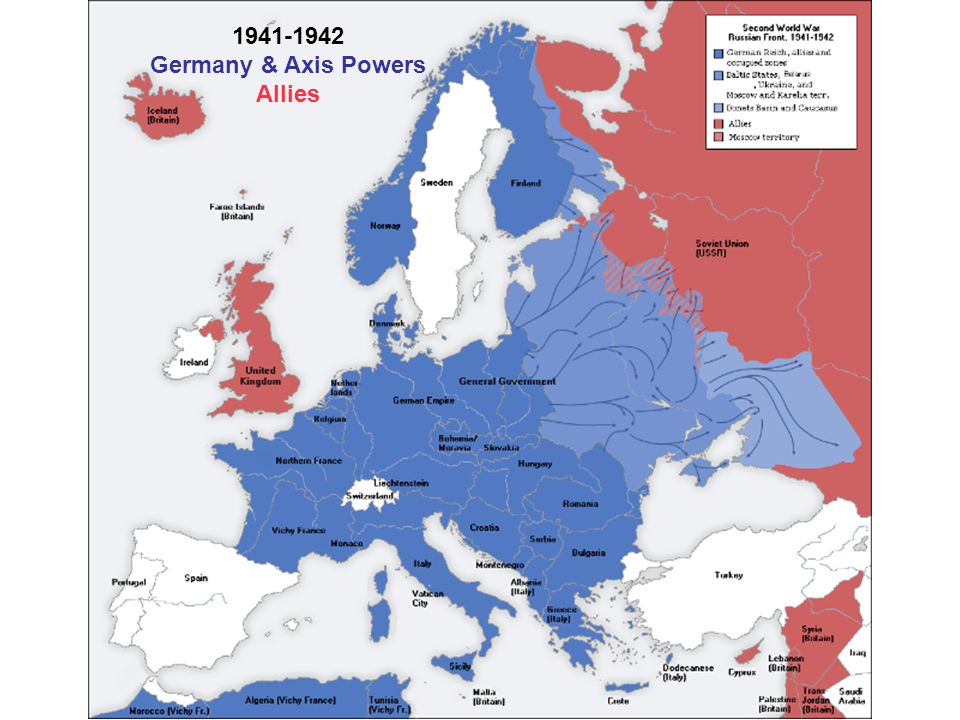 1941-1942
Germany & Axis Powers
Allies
Second World War
Russian Front, 1941-1942
German Reich, allies and
occupied zones
Baltic States, Belarus
, Ukraine, and
Moscow and Karelia terr.
Donets Basin and Caucasus
Allies
Moscow territory
Iceland
(Britain)
Faroe Islands
(Britain)
Sweden
Finland
Norway
Soviet Union
(USSR)
Denmark
Ireland
United
Kingdom
Nether-
lands
General Government
German Empire
Belgium
Bohemia/
Moravia
Slovakia
Northern France
Hungary
Liechtenstein
Switzerland
Romania
Vichy France
Croatia
Monaco
Serbia
Bulgaria
Italy
Montenegro
Portugal
Spain
Turkey
Albania
(Italy)
Vatican
City
Greece
(Italy)
Syria
(Britain)
Iraq
Sicily
Dodecanese
(Italy)
Cyprus
Lebanon
(Britain)
Malta
(Britain)
Crete
Palestine
(Britain)
Trans-
Jordan
(Britain)
Saudi
Arabia
Morocco (Vichy Fr.)
Algeria (Vichy France)
Tunisia
(Vichy Fr.)